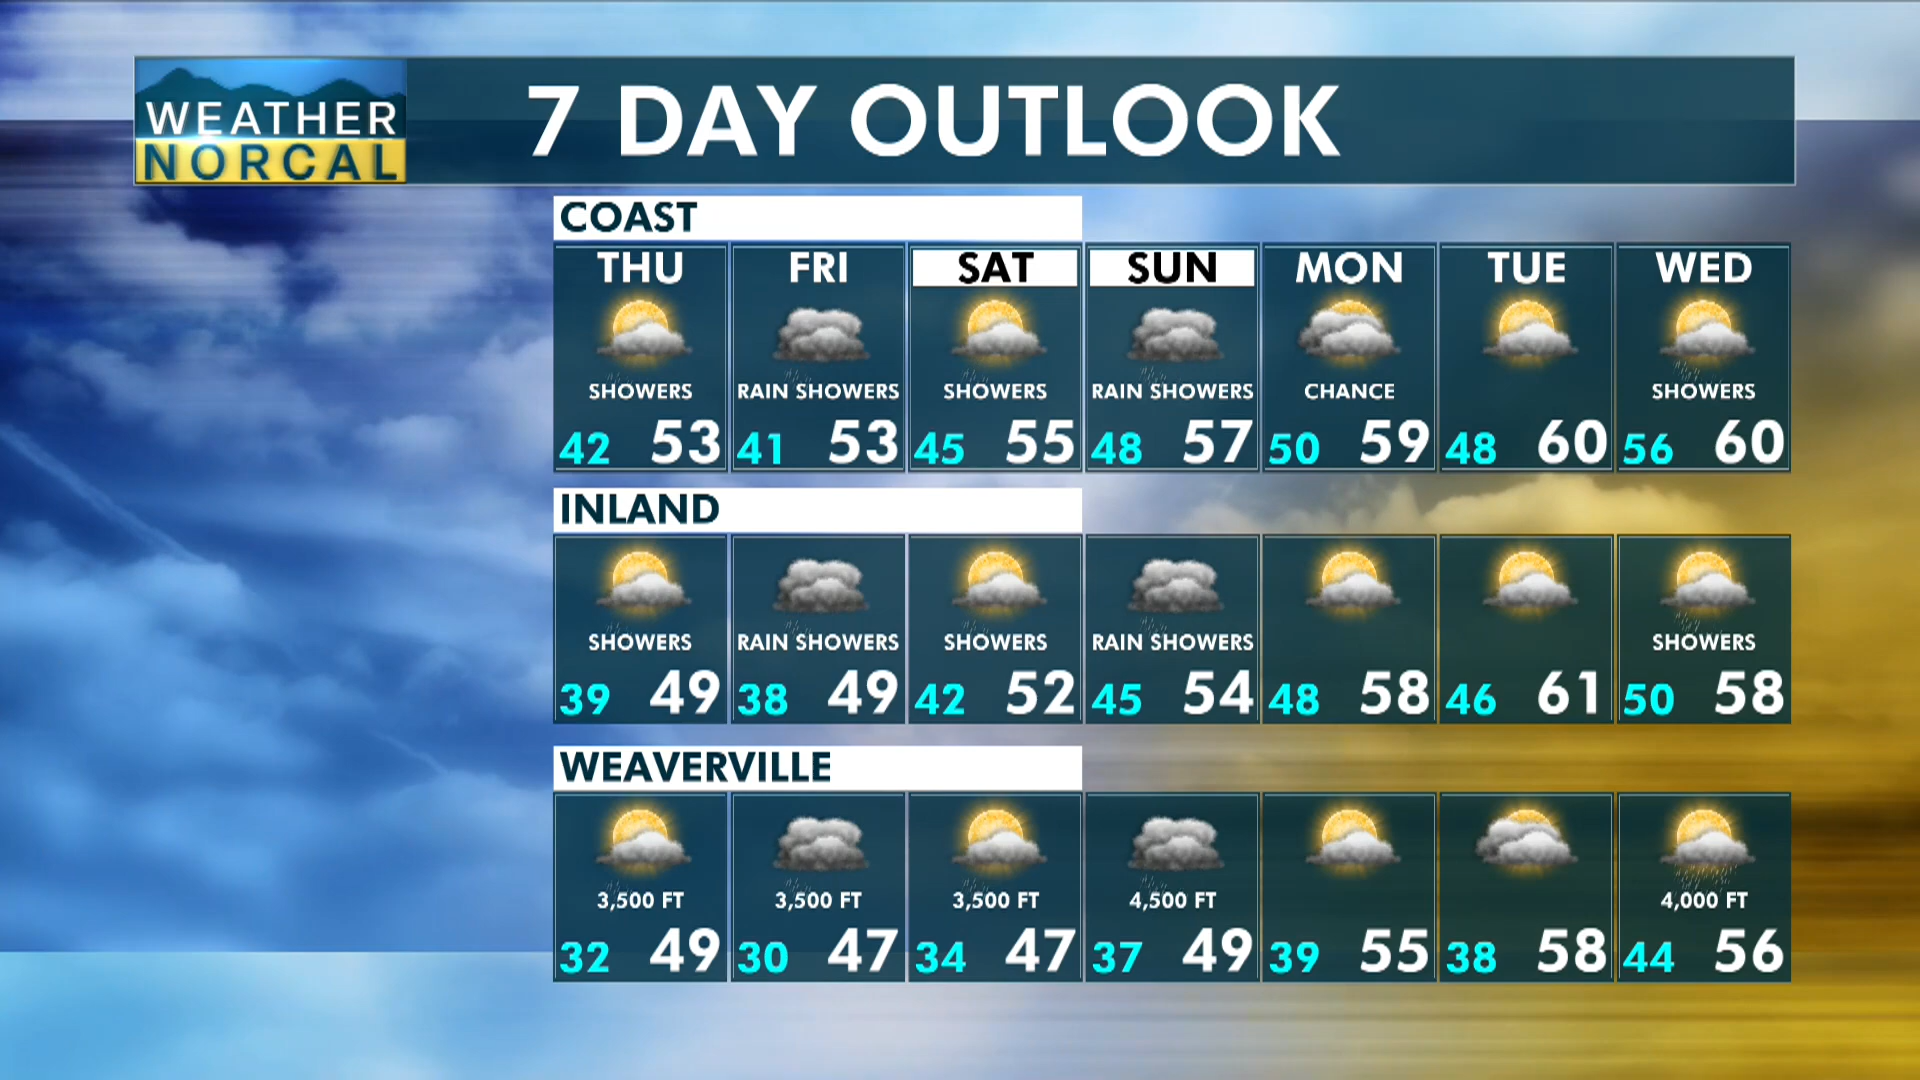 WEATHER
NORCAL
7 DAY OUTLOOK
COAST
THU FRI SAT SUN MON TUE WED
SHOWERS RAIN SHOWERS SHOWERS RAIN SHOWERS CHANCE SHOWERS
42 53 41 53 45 55 48 57 50 59 48 60 56 60
INLAND
SHOWERS RAIN SHOWERS SHOWERS RAIN SHOWERS SHOWERS
39 49 38 49 42 52 45 54 48 58 46 61 50 58
WEAVERVILLE
3,500 FT 3,500 FT 3,500 FT 4,500 FT 4,000 FT
32 49 30 47 34 47 37 49 39 55 38 58 44 56